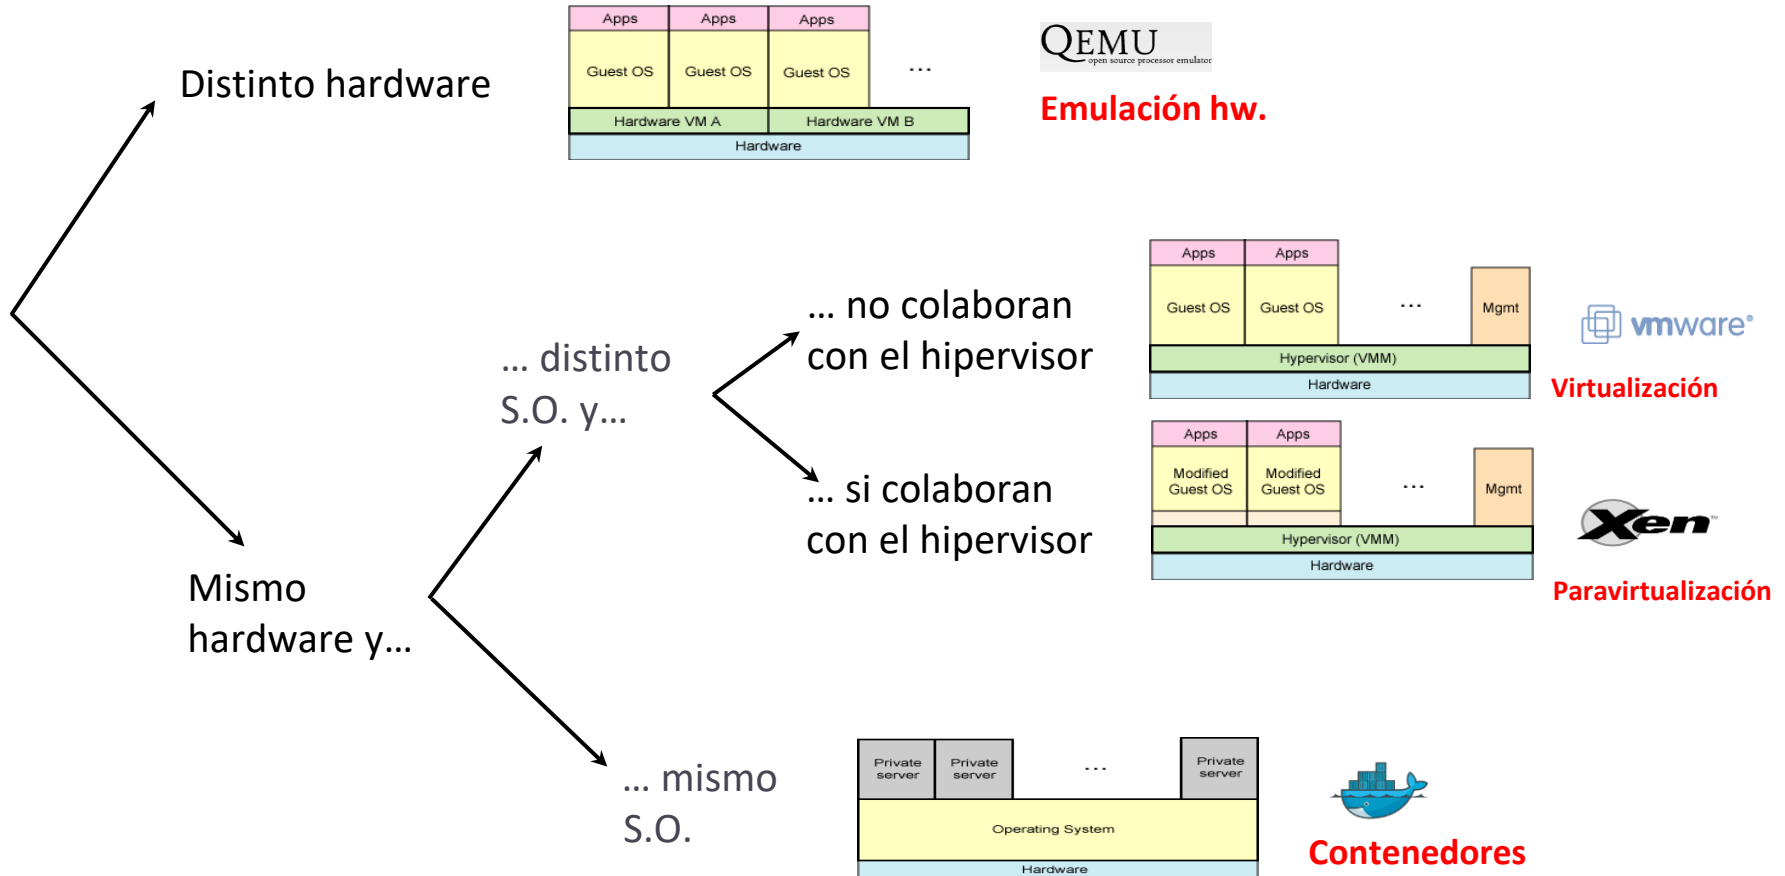 Apps Apps Apps
Guest OS Guest OS Guest OS ...
Hardware VM A Hardware VM B
Hardware
QEMU
open source processor emulator
Distinto hardware
Emulación hw.
Apps Apps
Guest OS Guest OS ... Mgmt
Hypervisor (VMM)
Hardware
vmware®
Virtualización
... no colaboran
con el hipervisor
... distinto
S.O. y...
Apps Apps
Modified Modified
Guest OS Guest OS ... Mgmt
Hypervisor (VMM)
Hardware
Xen™
Paravirtualización
... si colaboran
con el hipervisor
Mismo
hardware y...
... mismo
S.O.
Private Private ... Private
server server server
Operating System
Hardware
Contenedores